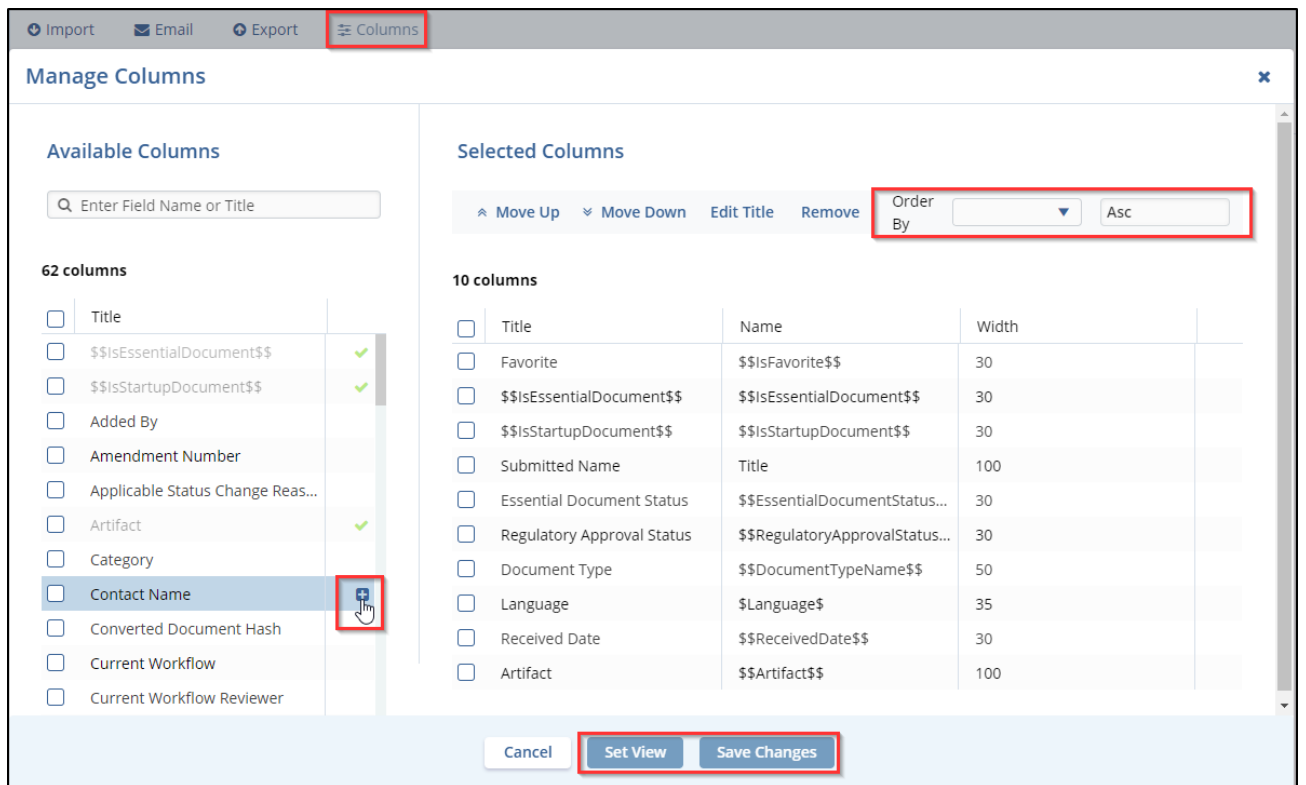 Import Email Export Columns
Manage Columns
Available Columns
Enter Field Name or Title
62 columns
Title
$$IsEssentialDocument$$
$$IsStartupDocument$$
Added By
Amendment Number
Applicable Status Change Reas...
Artifact
Category
Contact Name
Converted Document Hash
Current Workflow
Current Workflow Reviewer
Selected Columns
Move Up Move Down Edit Title Remove Order By Asc
10 columns
Title Name Width
Favorite $$IsFavorite$$ 30
$$IsEssentialDocument$$ $$IsEssentialDocument$$ 30
$$IsStartupDocument$$ $$IsStartupDocument$$ 30
Submitted Name Title 100
Essential Document Status $$EssentialDocumentStatus... 30
Regulatory Approval Status $$RegulatoryApprovalStatus... 30
Document Type $$DocumentTypeName$$ 50
Language $Language$ 35
Received Date $$ReceivedDate$$ 30
Artifact $$Artifact$$ 100
Cancel Set View Save Changes